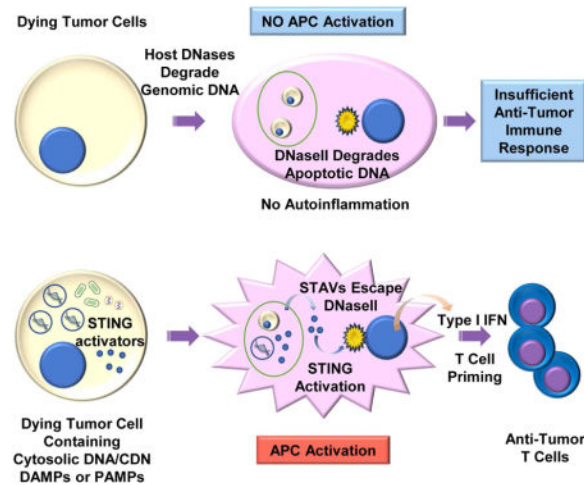 Dying Tumor Cells
NO APC Activation
Host DNases
Degrade
Genomic DNA
DNaseII Degrades
Apoptotic DNA
No Autoinflammation
Insufficient
Anti-Tumor
Immune
Response
STING
activators
Dying Tumor Cell
Containing
Cytosolic DNA/CDN
DAMPs or PAMPs
STAVs Escape
DNaseII
STING
Activation
APC Activation
Type I IFN
T Cell
Priming
Anti-Tumor
T Cells